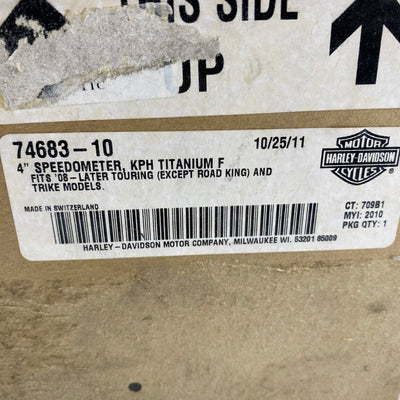 THIS SIDE
UP
74683-10
10/25/11
4" SPEEDOMETER, KPH TITANIUM F
FITS '08-LATER TOURING (EXCEPT ROAD KING) AND
TRIKE MODELS.
MOTOR
HARLEY-DAVIDSON
CYCLES
MADE IN SWITZERLAND
CT: 709B1
MYI: 2010
PKG QTY: 1
HARLEY-DAVIDSON MOTOR COMPANY, MILWAUKEE WI. 53201 85009